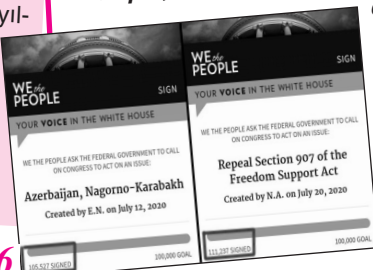 yıl-
WE the
PEOPLE
SIGN
YOUR VOICE IN THE WHITE HOUSE
WE THE PEOPLE ASK THE FEDERAL GOVERNMENT TO CALL
ON CONGRESS TO ACT ON AN ISSUE:
Azerbaijan, Nagorno-Karabakh
Created by E.N. on July 12, 2020
105,527 SIGNED
100,000 GOAL
WE the
PEOPLE
SIGN
YOUR VOICE IN THE WHITE HOUSE
WE THE PEOPLE ASK THE FEDERAL GOVERNMENT TO CALL
ON CONGRESS TO ACT ON AN ISSUE:
Repeal Section 907 of the
Freedom Support Act
Created by N.A. on July 20, 2020
111,237 SIGNED
100,000 GOAL
6